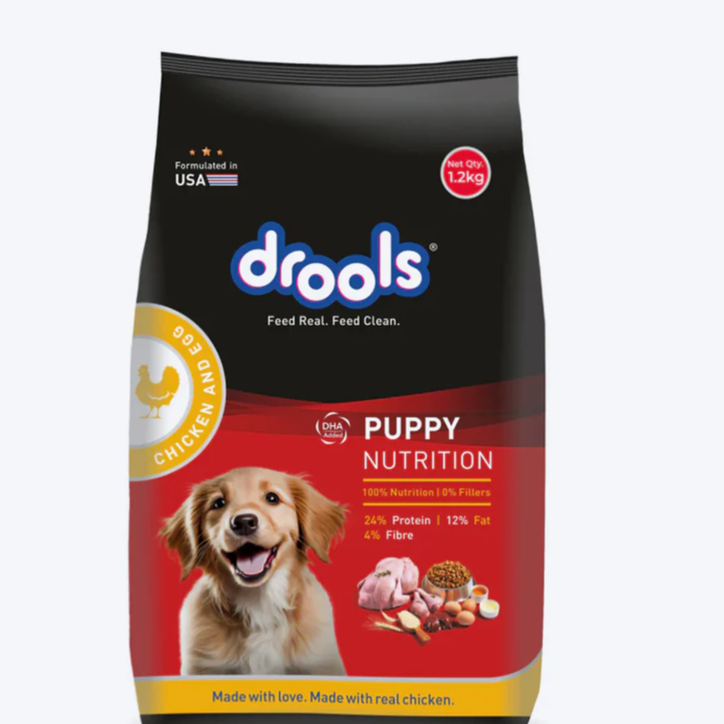 Formulated in
USA
Net Qty.
1.2kg
drools®
Feed Real. Feed Clean.
CHICKEN AND EGG
DHA
Added
PUPPY
NUTRITION
100% Nutrition | 0% Fillers
24% Protein | 12% Fat
4% Fibre
Made with love. Made with real chicken.